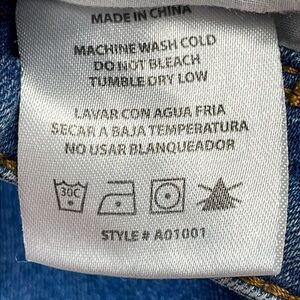 MADE IN CHINA
MACHINE WASH COLD
DO NOT BLEACH
TUMBLE DRY LOW
LAVAR CON AGUA FRIA
SECAR A BAJA TEMPERATURA
NO USAR BLANQUEADOR
30C
STYLE # A01001